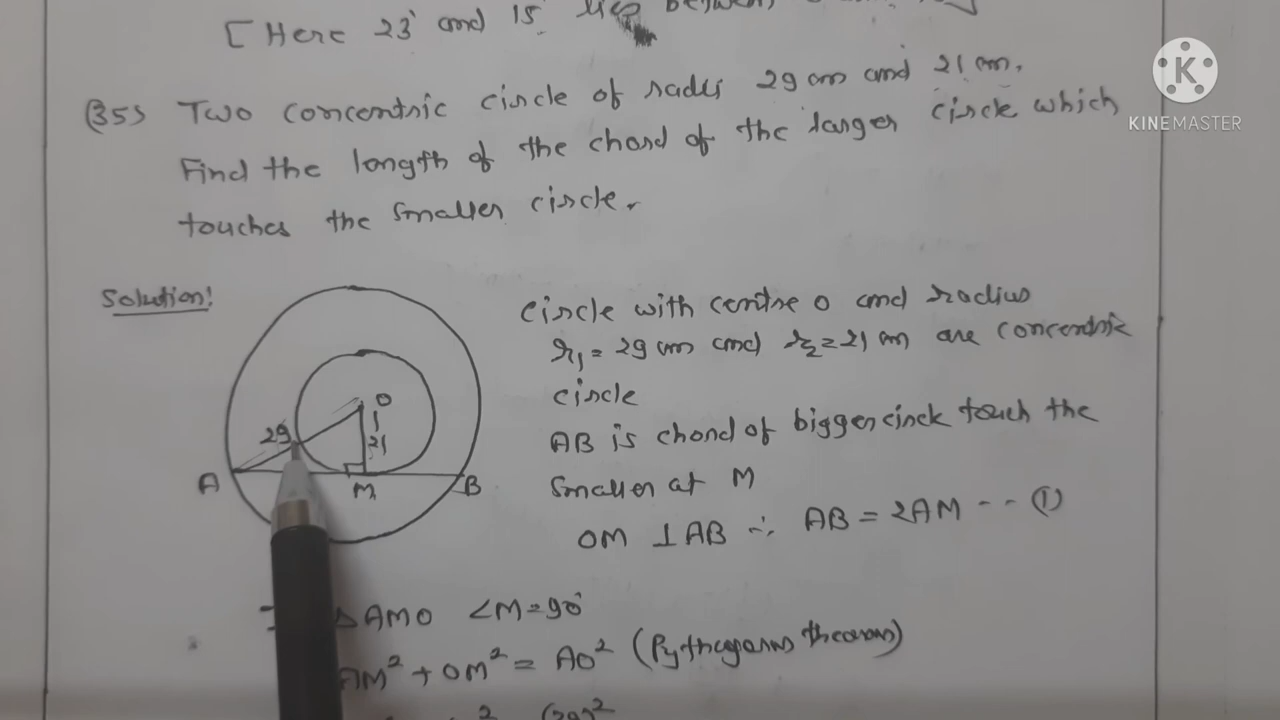 [Here 23 and 15 lies between
KINEMASTER
(35) Two concentric circle of radii 29 cm and 21 cm.
Find the length of the chord of the larger circle which
touches the smaller circle.
Solution:
circle with centre O and radius
r₁ = 29 cm and r₂ = 21 cm are concentric
circle
AB is chord of bigger circle touch the
smaller at M
OM ⊥ AB ∴ AB = 2AM -- (1)
O
29
21
A
M
B
△AMO ∠M = 90°
AM² + OM² = AO² (Pythagoras theorem)